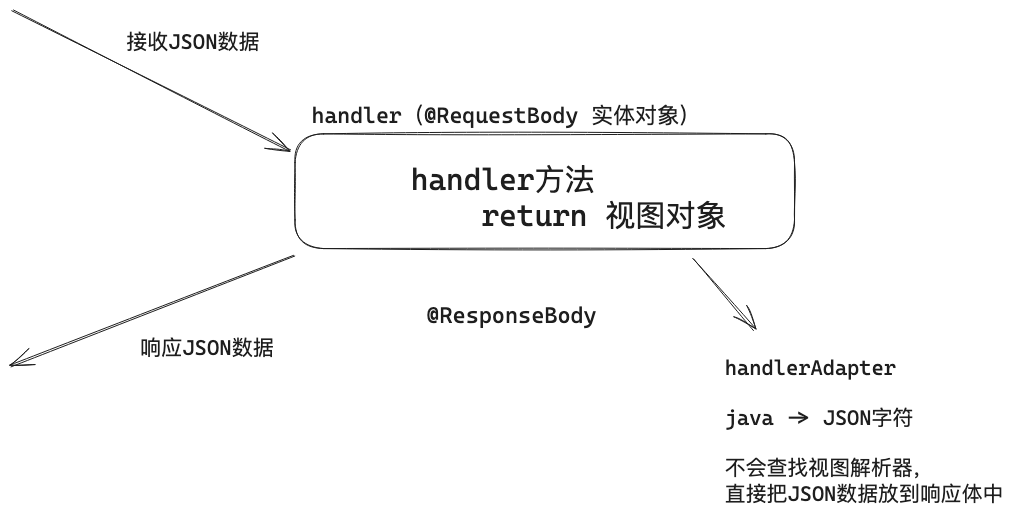 接收JSON数据
handler（@RequestBody 实体对象）
handler方法
return 视图对象
@ResponseBody
响应JSON数据
handlerAdapter
java -> JSON字符
不会查找视图解析器，
直接把JSON数据放到响应体中